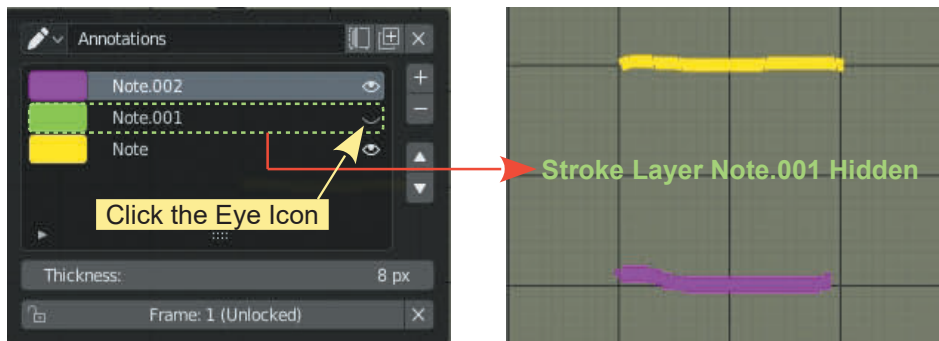 Annotations
Note.002
Note.001
Note
Click the Eye Icon
Thickness: 8 px
Frame: 1 (Unlocked)
Stroke Layer Note.001 Hidden